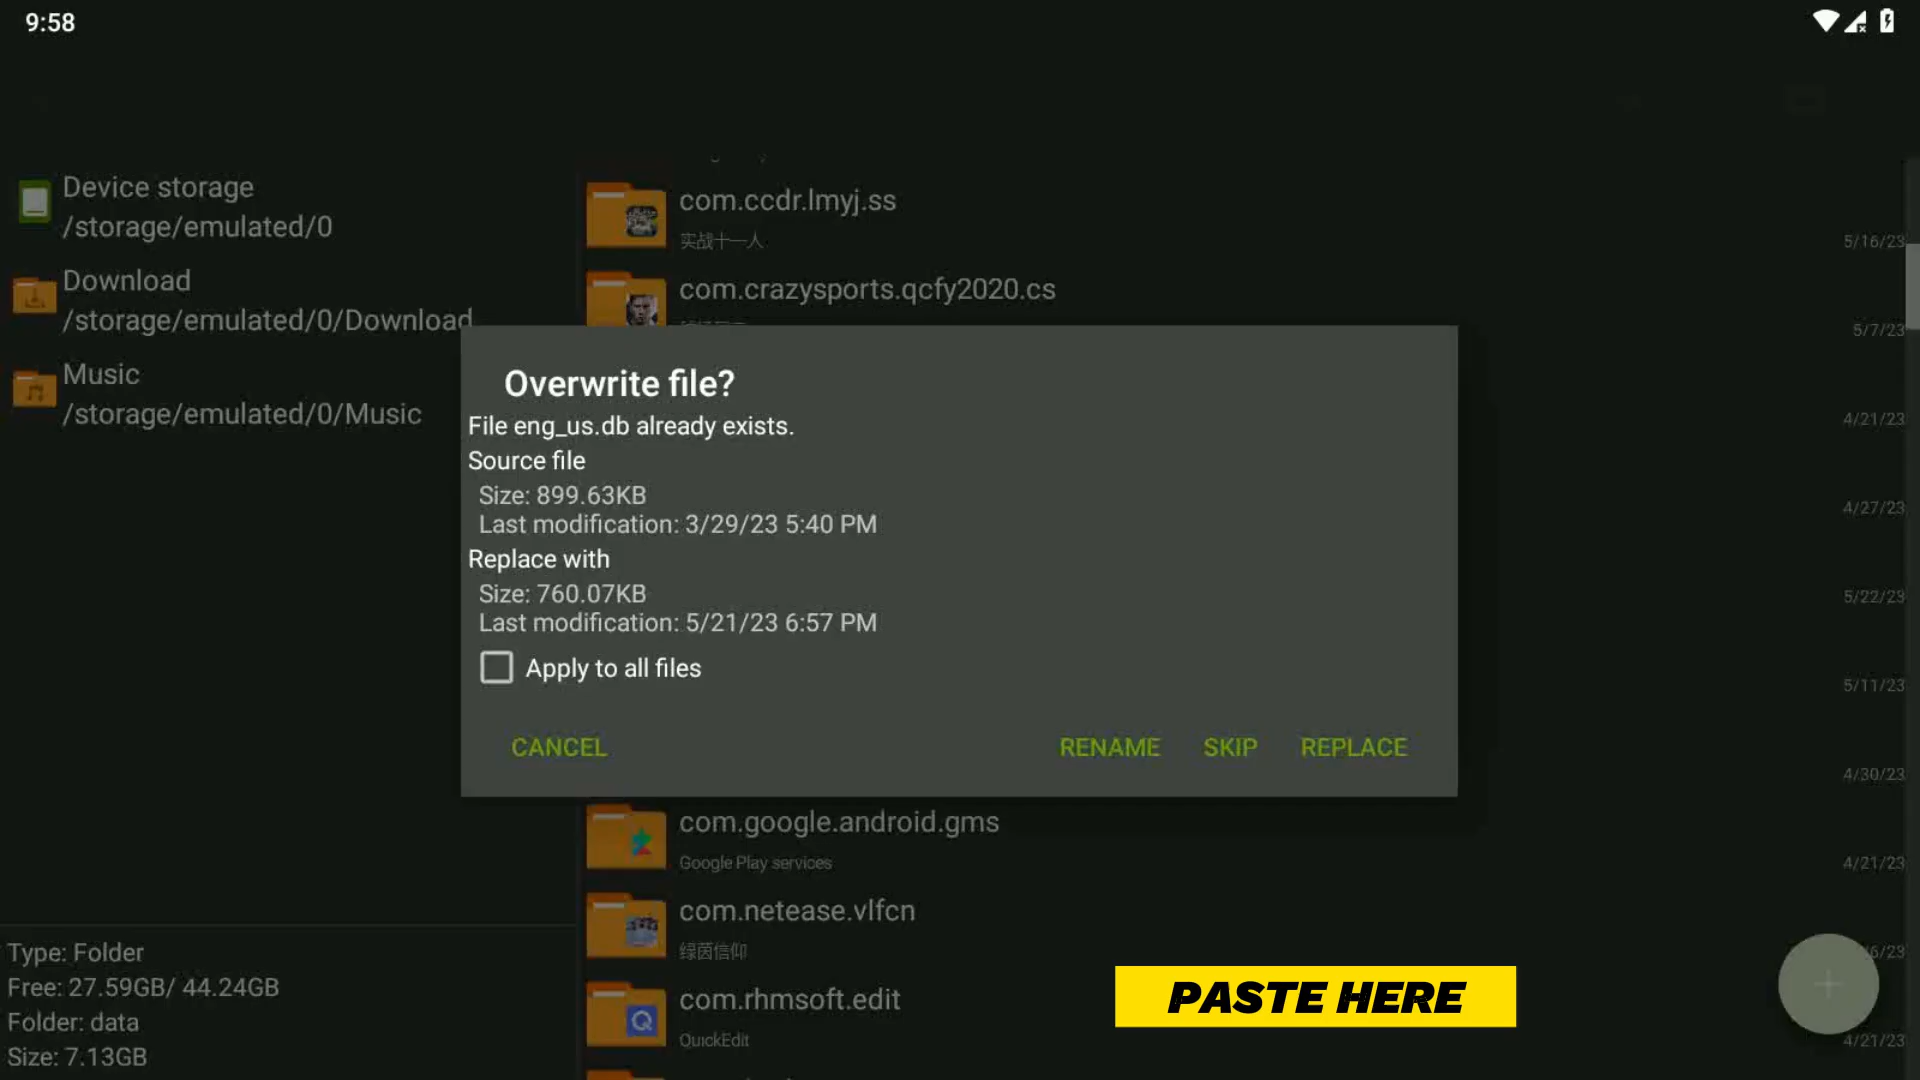 9:58
Device storage
/storage/emulated/0
Download
/storage/emulated/0/Download
Music
/storage/emulated/0/Music
com.ccdr.lmyj.ss
实战十一人
5/16/23
com.crazysports.qcfy2020.cs
5/7/23
4/21/23
4/27/23
5/22/23
5/11/23
4/30/23
Overwrite file?
File eng_us.db already exists.
Source file
Size: 899.63KB
Last modification: 3/29/23 5:40 PM
Replace with
Size: 760.07KB
Last modification: 5/21/23 6:57 PM
Apply to all files
CANCEL
RENAME
SKIP
REPLACE
com.google.android.gms
Google Play services
4/21/23
com.netease.vlfcn
绿茵信仰
com.rhmsoft.edit
QuickEdit
4/21/23
Type: Folder
Free: 27.59GB/ 44.24GB
Folder: data
Size: 7.13GB
PASTE HERE